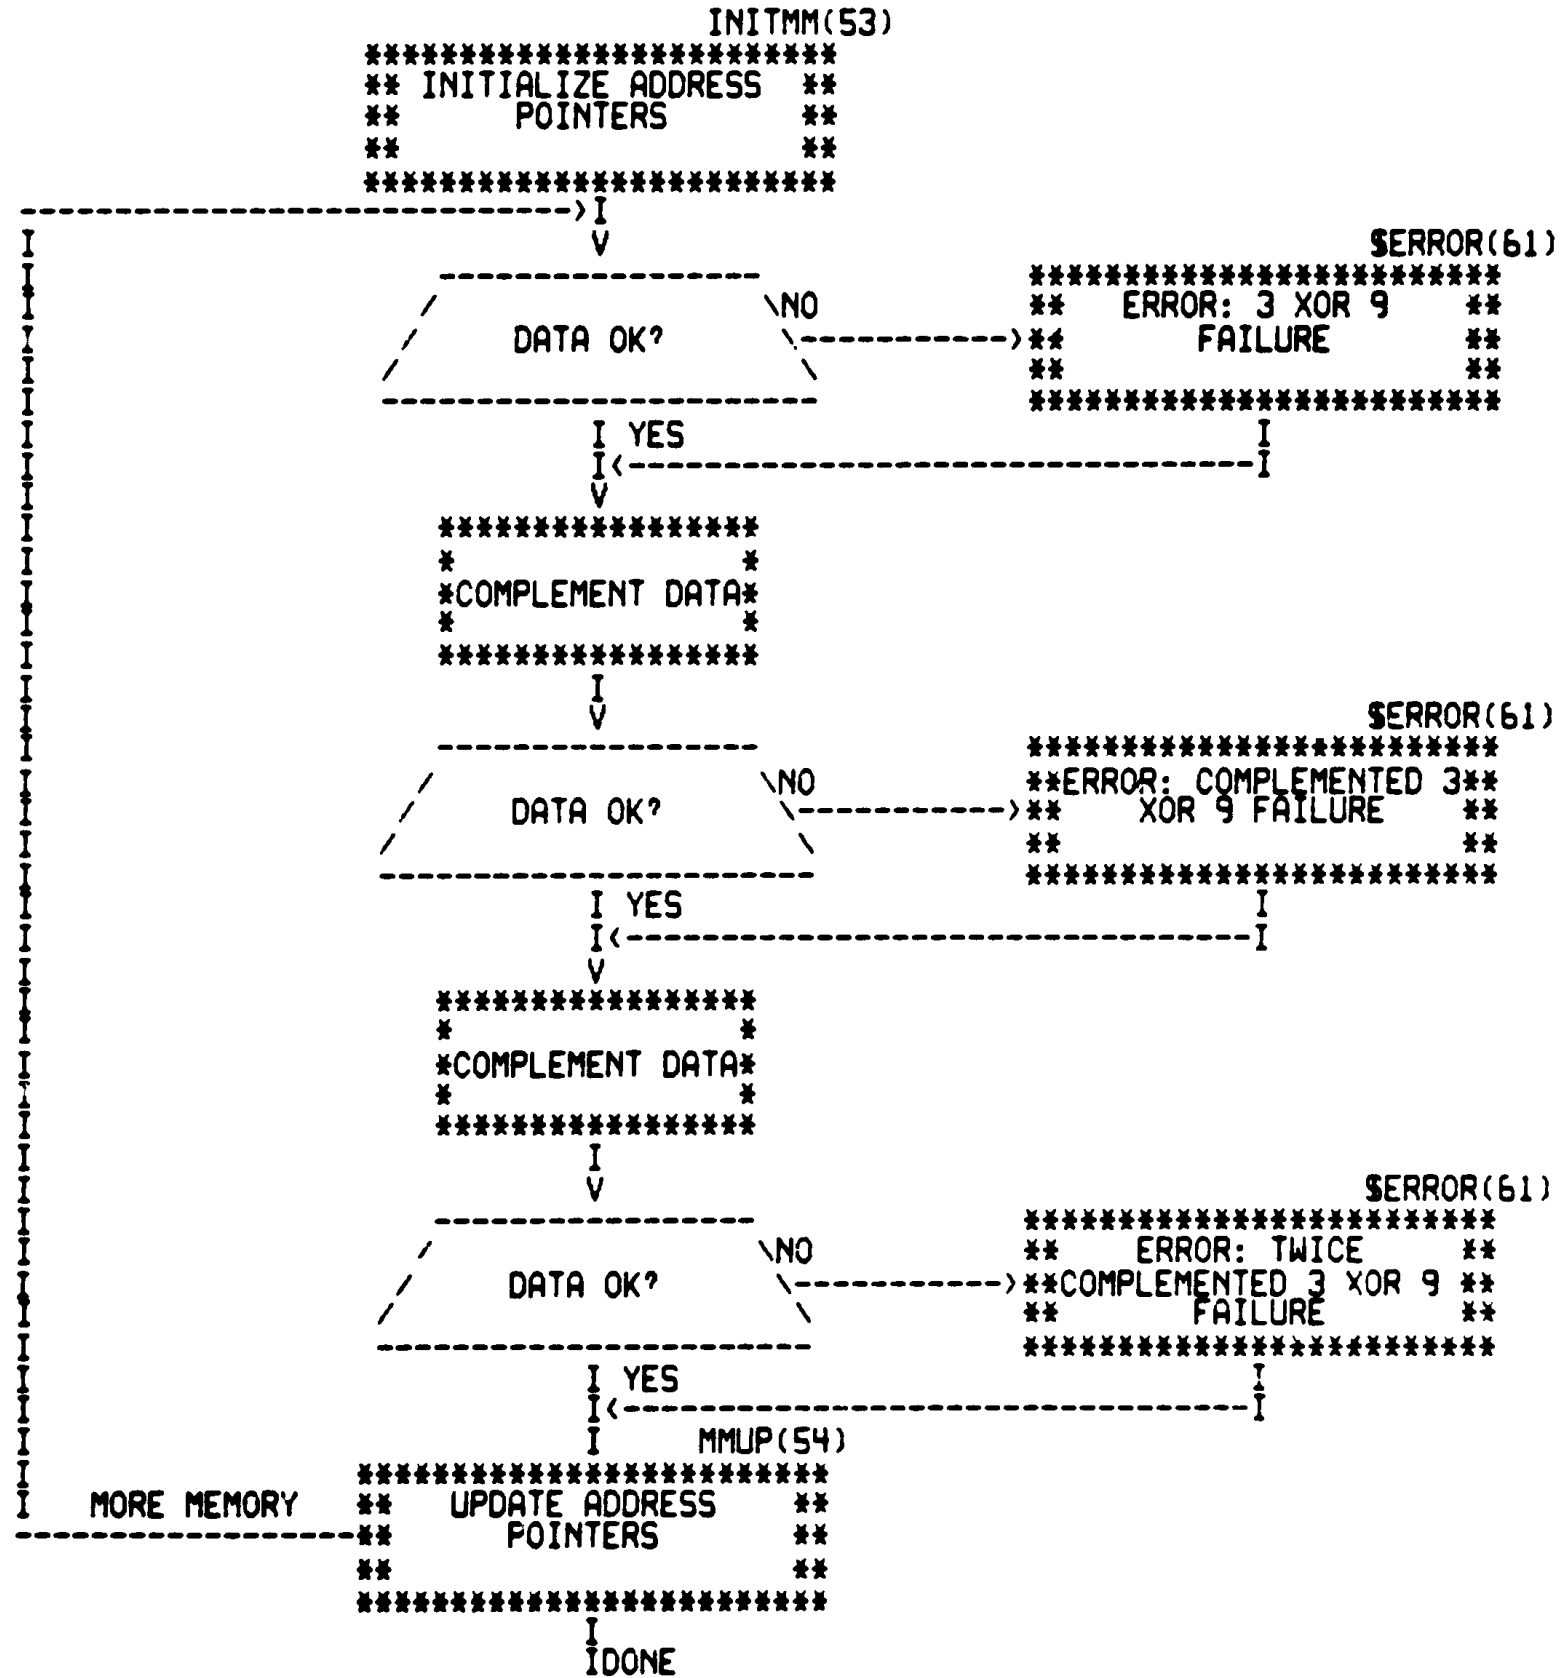 INITMM(53)
INITIALIZE ADDRESS
POINTERS
$ERROR(61)
NO
ERROR: 3 XOR 9
DATA OK?
FAILURE
YES
COMPLEMENT DATA
$ERROR(61)
NO
ERROR: COMPLEMENTED 3
DATA OK?
XOR 9 FAILURE
YES
COMPLEMENT DATA
$ERROR(61)
NO
ERROR: TWICE
DATA OK?
COMPLEMENTED 3 XOR 9
FAILURE
YES
MMUP(54)
MORE MEMORY
UPDATE ADDRESS
POINTERS
DONE